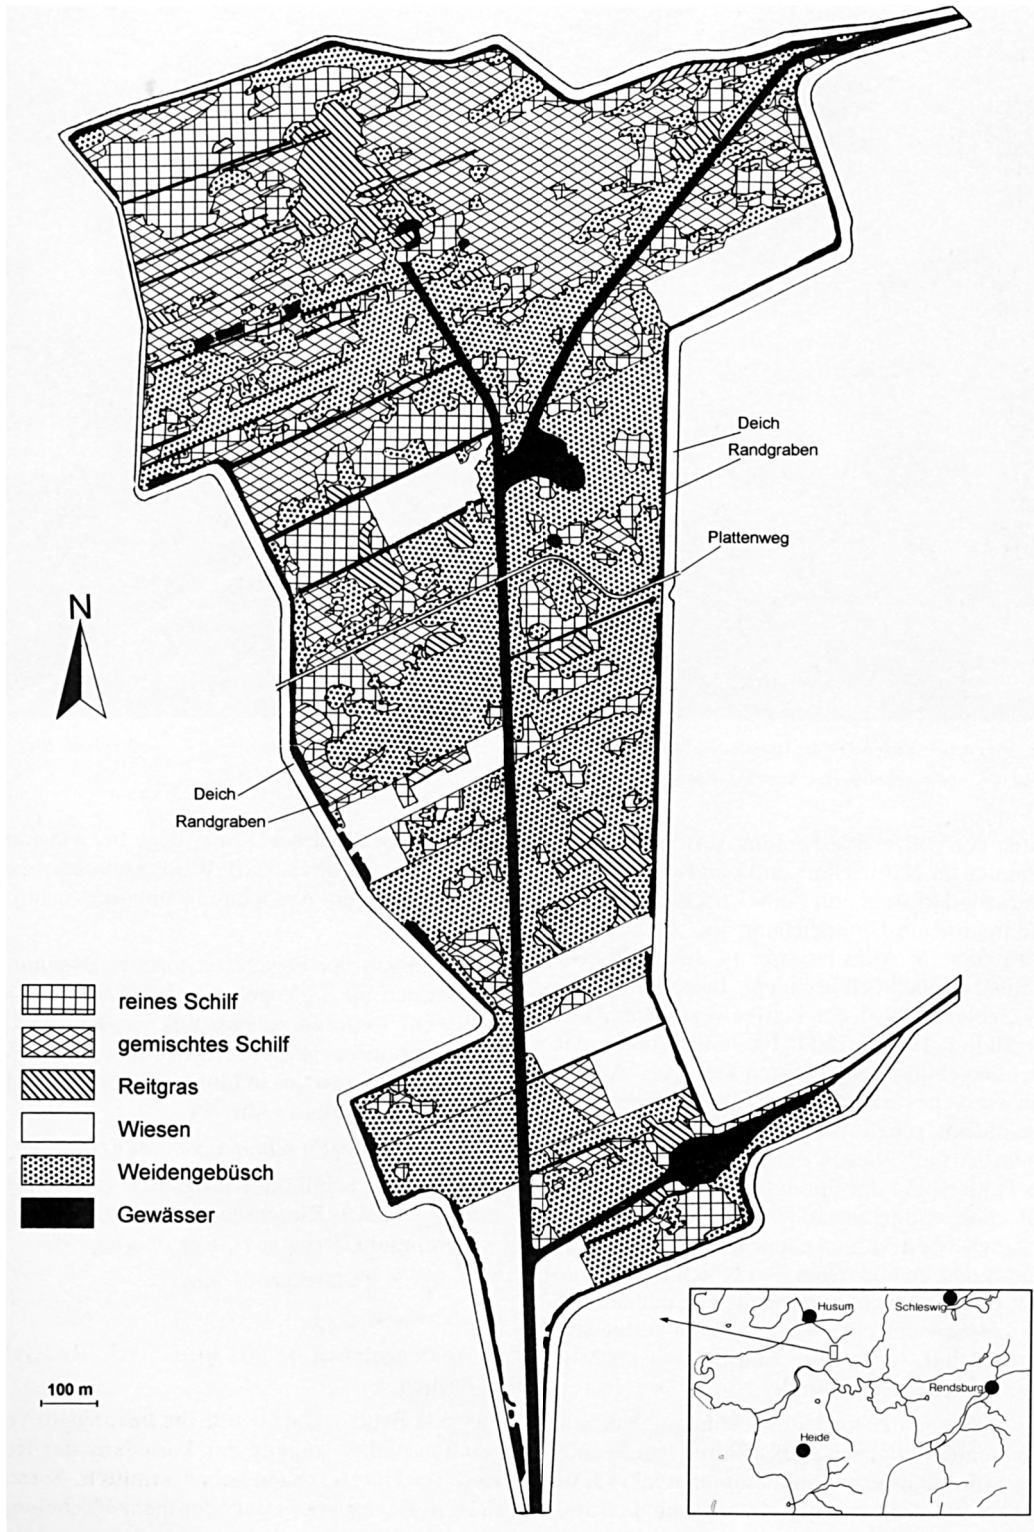 Deich
Randgraben
Plattenweg
N
Deich
Randgraben
reines Schilf
gemischtes Schilf
Reitgras
Wiesen
Weidengebüsch
Gewässer
100 m
Husum
Schleswig
Rendsburg
Heide